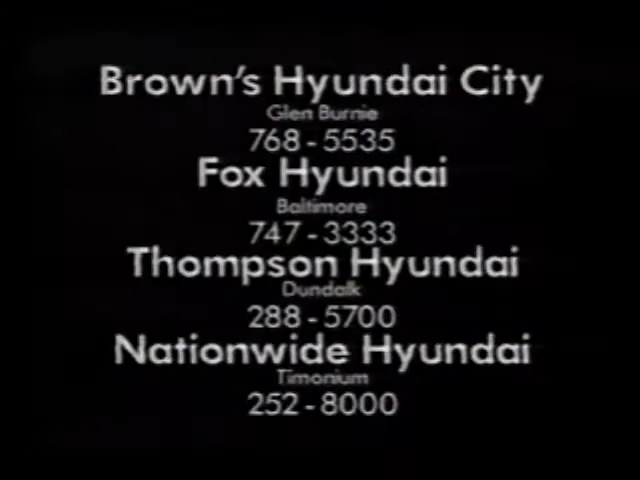 Brown's Hyundai City
Glen Burnie
768-5535
Fox Hyundai
Baltimore
747-3333
Thompson Hyundai
Dundalk
288-5700
Nationwide Hyundai
Timonium
252-8000